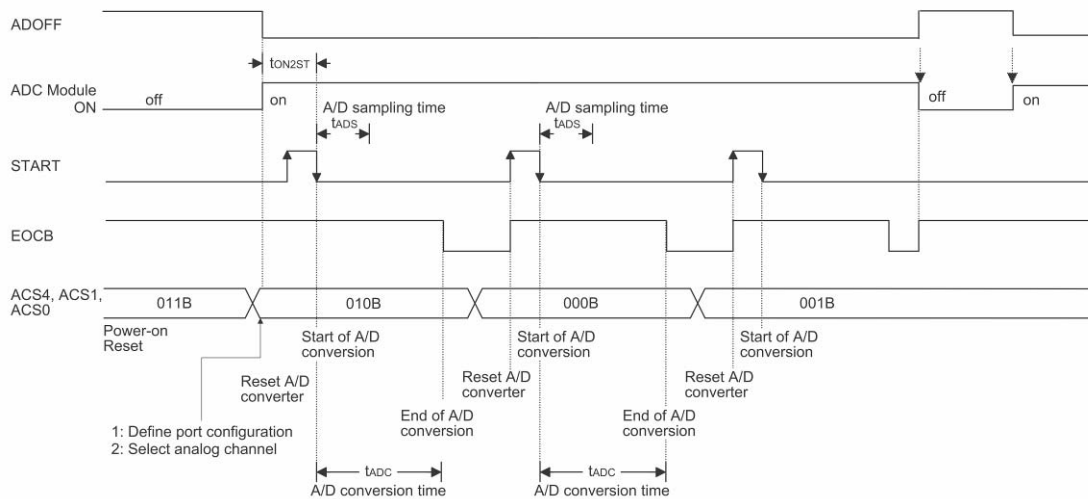 ADOFF
tON2ST
ADC Module
ON
off
on
off
on
A/D sampling time
tADS
A/D sampling time
tADS
START
EOCB
ACS4, ACS1,
ACS0
011B
010B
000B
001B
Power-on
Reset
Start of A/D
conversion
Start of A/D
conversion
Start of A/D
conversion
Reset A/D
converter
Reset A/D
converter
Reset A/D
converter
End of A/D
conversion
End of A/D
conversion
1: Define port configuration
2: Select analog channel
tADC
A/D conversion time
tADC
A/D conversion time